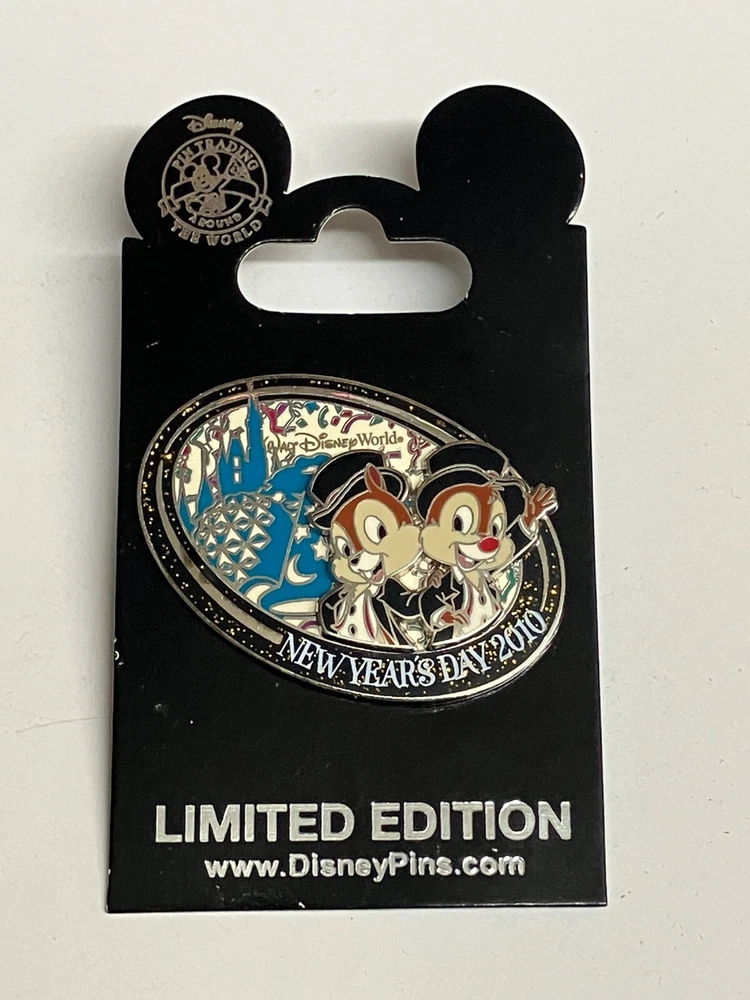 Disney
PIN TRADING
AROUND
THE WORLD
Walt Disney World®
NEW YEAR'S DAY 2010
LIMITED EDITION
www.DisneyPins.com